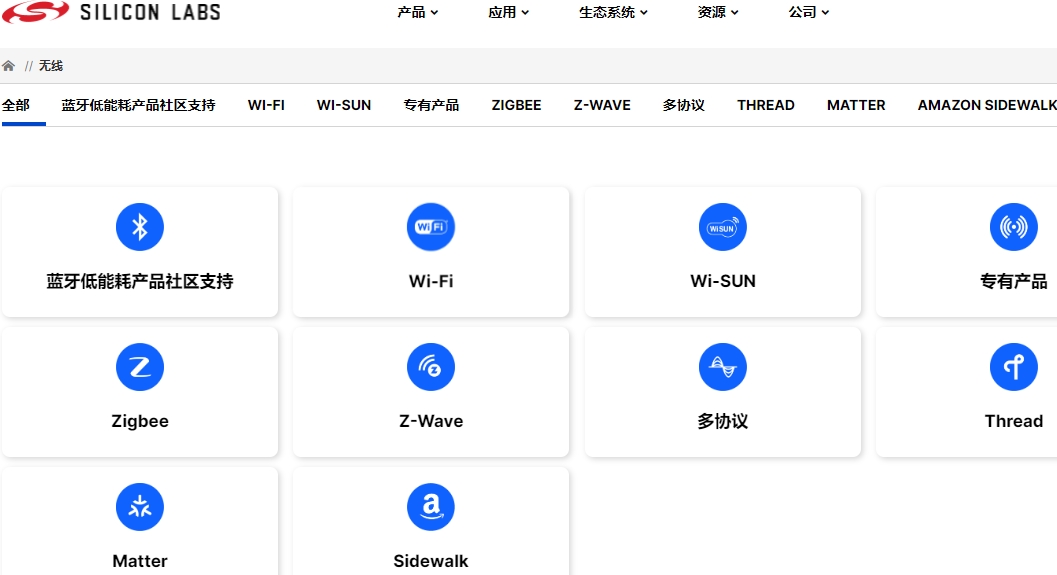 SILICON LABS
产品 应用 生态系统 资源 公司
// 无线
全部 蓝牙低能耗产品社区支持 WI-FI WI-SUN 专有产品 ZIGBEE Z-WAVE 多协议 THREAD MATTER AMAZON SIDEWALK
WiFi WiSUN
蓝牙低能耗产品社区支持 Wi-Fi Wi-SUN 专有产品
Zigbee Z-Wave 多协议 Thread
Matter Sidewalk